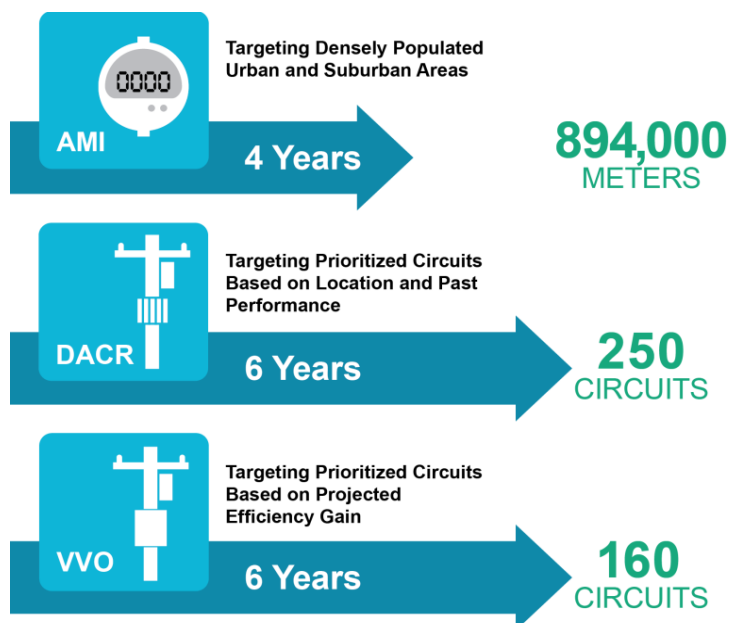 Targeting Densely Populated
Urban and Suburban Areas
0000
AMI
4 Years
894,000
METERS
Targeting Prioritized Circuits
Based on Location and Past
Performance
DACR
6 Years
250
CIRCUITS
Targeting Prioritized Circuits
Based on Projected
Efficiency Gain
VVO
6 Years
160
CIRCUITS